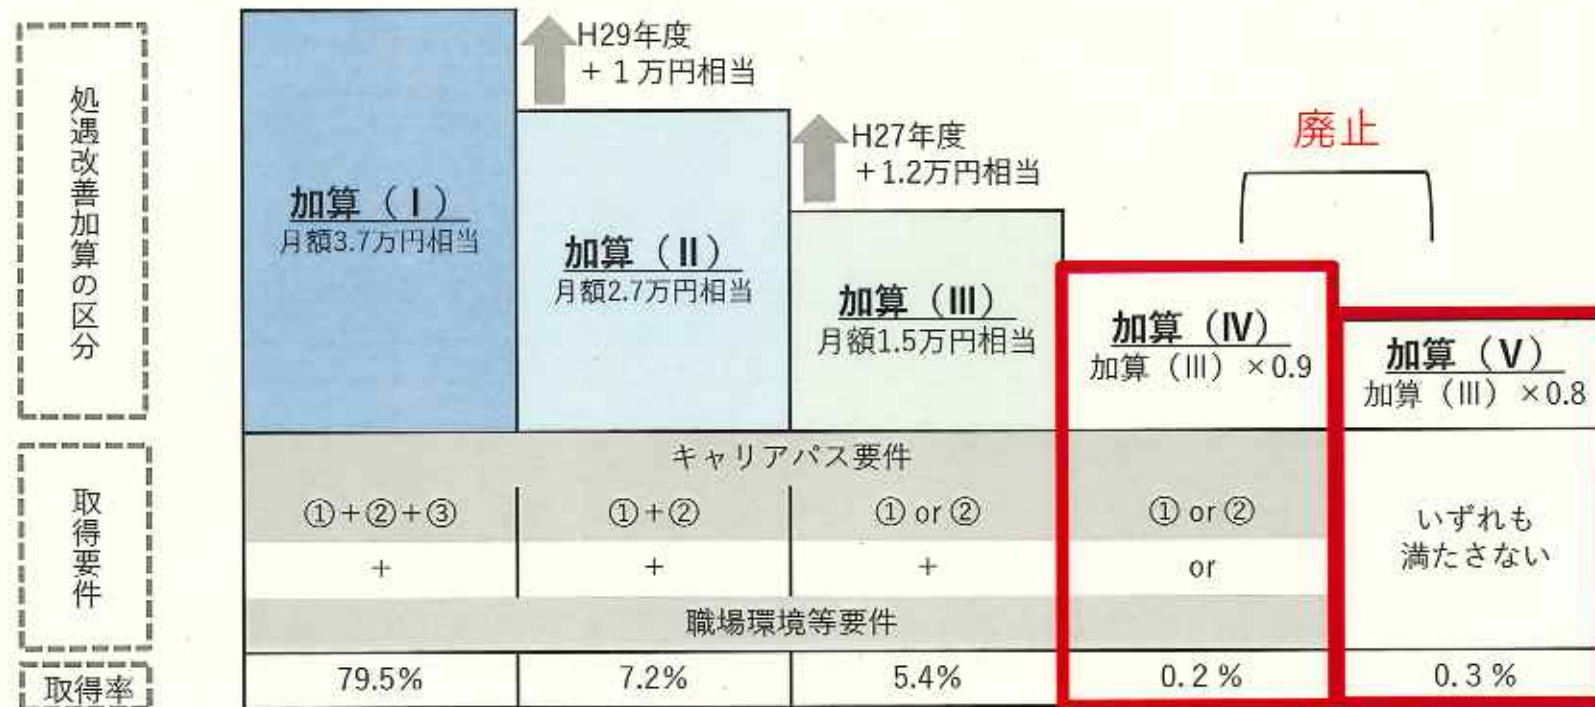 処遇改善加算の区分
H29年度
+ 1 万円相当
H27年度
+1.2万円相当
廃止
加算（Ⅰ）
月額3.7万円相当
加算（Ⅱ）
月額2.7万円相当
加算（Ⅲ）
月額1.5万円相当
加算（Ⅳ）
加算（Ⅲ）×0.9
加算（Ⅴ）
加算（Ⅲ）×0.8
取得要件
キャリアパス要件
①+②+③
①+②
① or ②
① or ②
いずれも
満たさない
+
+
+
or
職場環境等要件
取得率
79.5%
7.2%
5.4%
0.2％
0.3％